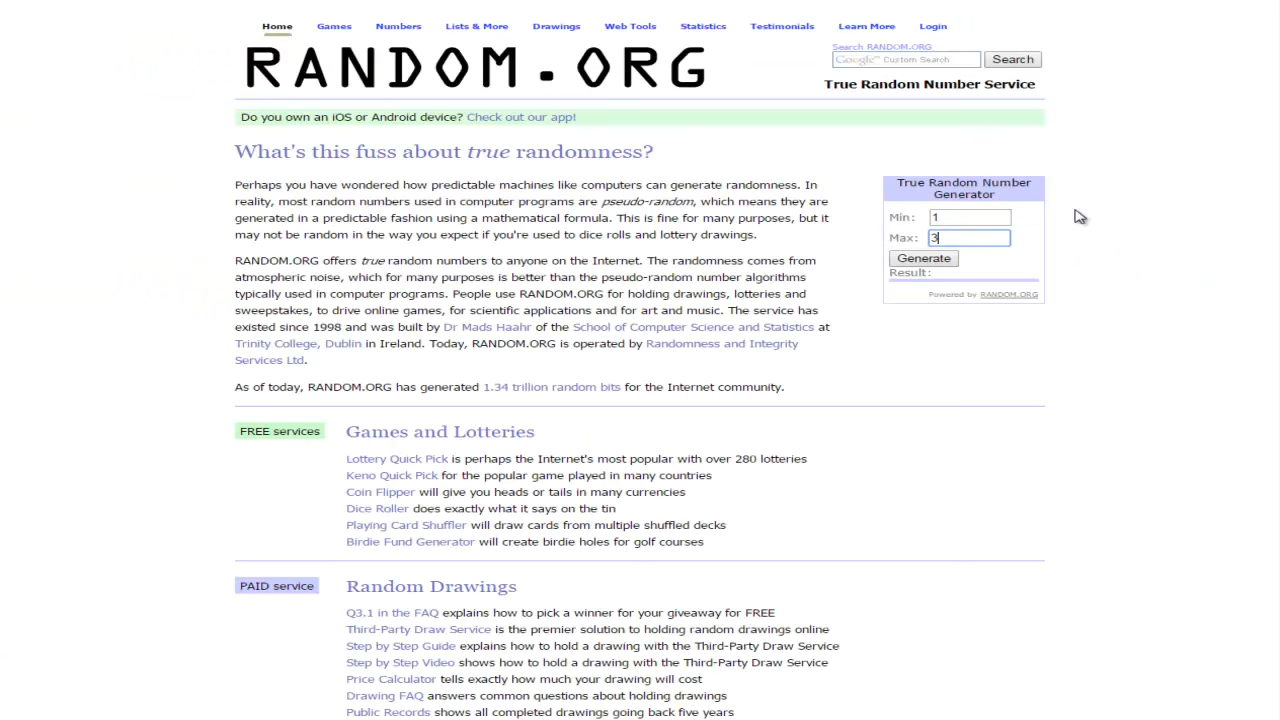 Home Games Numbers Lists & More Drawings Web Tools Statistics Testimonials Learn More Login
RANDOM.ORG
Search RANDOM.ORG
Google™ Custom Search Search
True Random Number Service
Do you own an iOS or Android device? Check out our app!
What's this fuss about true randomness?
Perhaps you have wondered how predictable machines like computers can generate randomness. In
reality, most random numbers used in computer programs are pseudo-random, which means they are
generated in a predictable fashion using a mathematical formula. This is fine for many purposes, but it
may not be random in the way you expect if you're used to dice rolls and lottery drawings.
RANDOM.ORG offers true random numbers to anyone on the Internet. The randomness comes from
atmospheric noise, which for many purposes is better than the pseudo-random number algorithms
typically used in computer programs. People use RANDOM.ORG for holding drawings, lotteries and
sweepstakes, to drive online games, for scientific applications and for art and music. The service has
existed since 1998 and was built by Dr Mads Haahr of the School of Computer Science and Statistics at
Trinity College, Dublin in Ireland. Today, RANDOM.ORG is operated by Randomness and Integrity
Services Ltd.
As of today, RANDOM.ORG has generated 1.34 trillion random bits for the Internet community.
True Random Number
Generator
Min: 1
Max: 3
Generate
Result:
Powered by RANDOM.ORG
FREE services
Games and Lotteries
Lottery Quick Pick is perhaps the Internet's most popular with over 280 lotteries
Keno Quick Pick for the popular game played in many countries
Coin Flipper will give you heads or tails in many currencies
Dice Roller does exactly what it says on the tin
Playing Card Shuffler will draw cards from multiple shuffled decks
Birdie Fund Generator will create birdie holes for golf courses
PAID service
Random Drawings
Q3.1 in the FAQ explains how to pick a winner for your giveaway for FREE
Third-Party Draw Service is the premier solution to holding random drawings online
Step by Step Guide explains how to hold a drawing with the Third-Party Draw Service
Step by Step Video shows how to hold a drawing with the Third-Party Draw Service
Price Calculator tells exactly how much your drawing will cost
Drawing FAQ answers common questions about holding drawings
Public Records shows all completed drawings going back five years